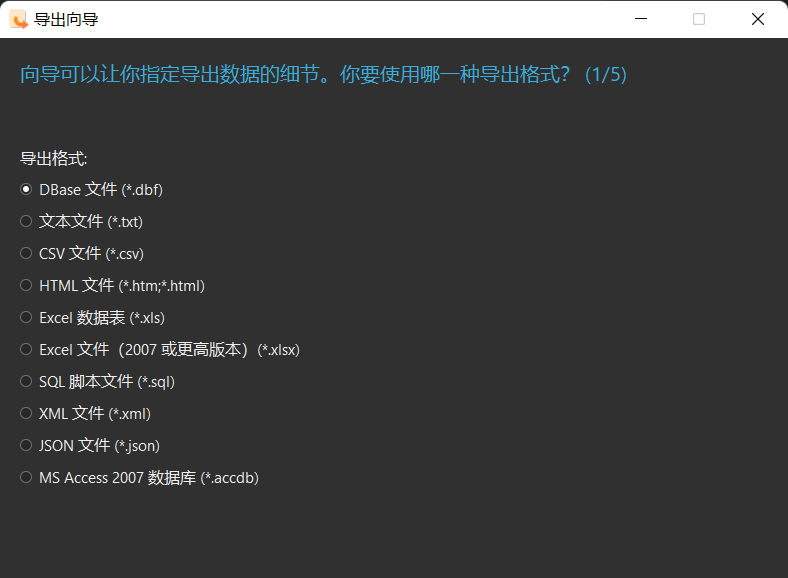 导出向导
向导可以让你指定导出数据的细节。你要使用哪一种导出格式？ (1/5)
导出格式:
DBase 文件 (*.dbf)
文本文件 (*.txt)
CSV 文件 (*.csv)
HTML 文件 (*.htm;*.html)
Excel 数据表 (*.xls)
Excel 文件（2007 或更高版本）(*.xlsx)
SQL 脚本文件 (*.sql)
XML 文件 (*.xml)
JSON 文件 (*.json)
MS Access 2007 数据库 (*.accdb)